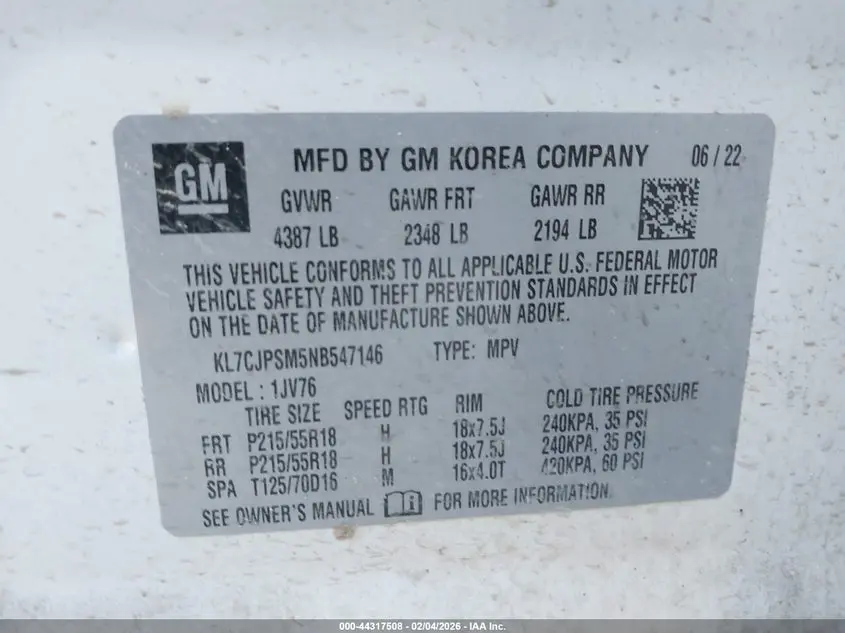 GM
MFD BY GM KOREA COMPANY 06 / 22
GVWR GAWR FRT GAWR RR
4387 LB 2348 LB 2194 LB
THIS VEHICLE CONFORMS TO ALL APPLICABLE U.S. FEDERAL MOTOR
VEHICLE SAFETY AND THEFT PREVENTION STANDARDS IN EFFECT
ON THE DATE OF MANUFACTURE SHOWN ABOVE.
KL7CJPSM5NB547146 TYPE: MPV
MODEL : 1JV76
TIRE SIZE SPEED RTG RIM COLD TIRE PRESSURE
FRT P215/55R18 H 18x7.5J 240KPA, 35 PSI
RR P215/55R18 H 18x7.5J 240KPA, 35 PSI
SPA T125/70D16 M 16x4.0T 420KPA, 60 PSI
SEE OWNER'S MANUAL FOR MORE INFORMATION.
000-44317508 - 02/04/2026 - IAA Inc.